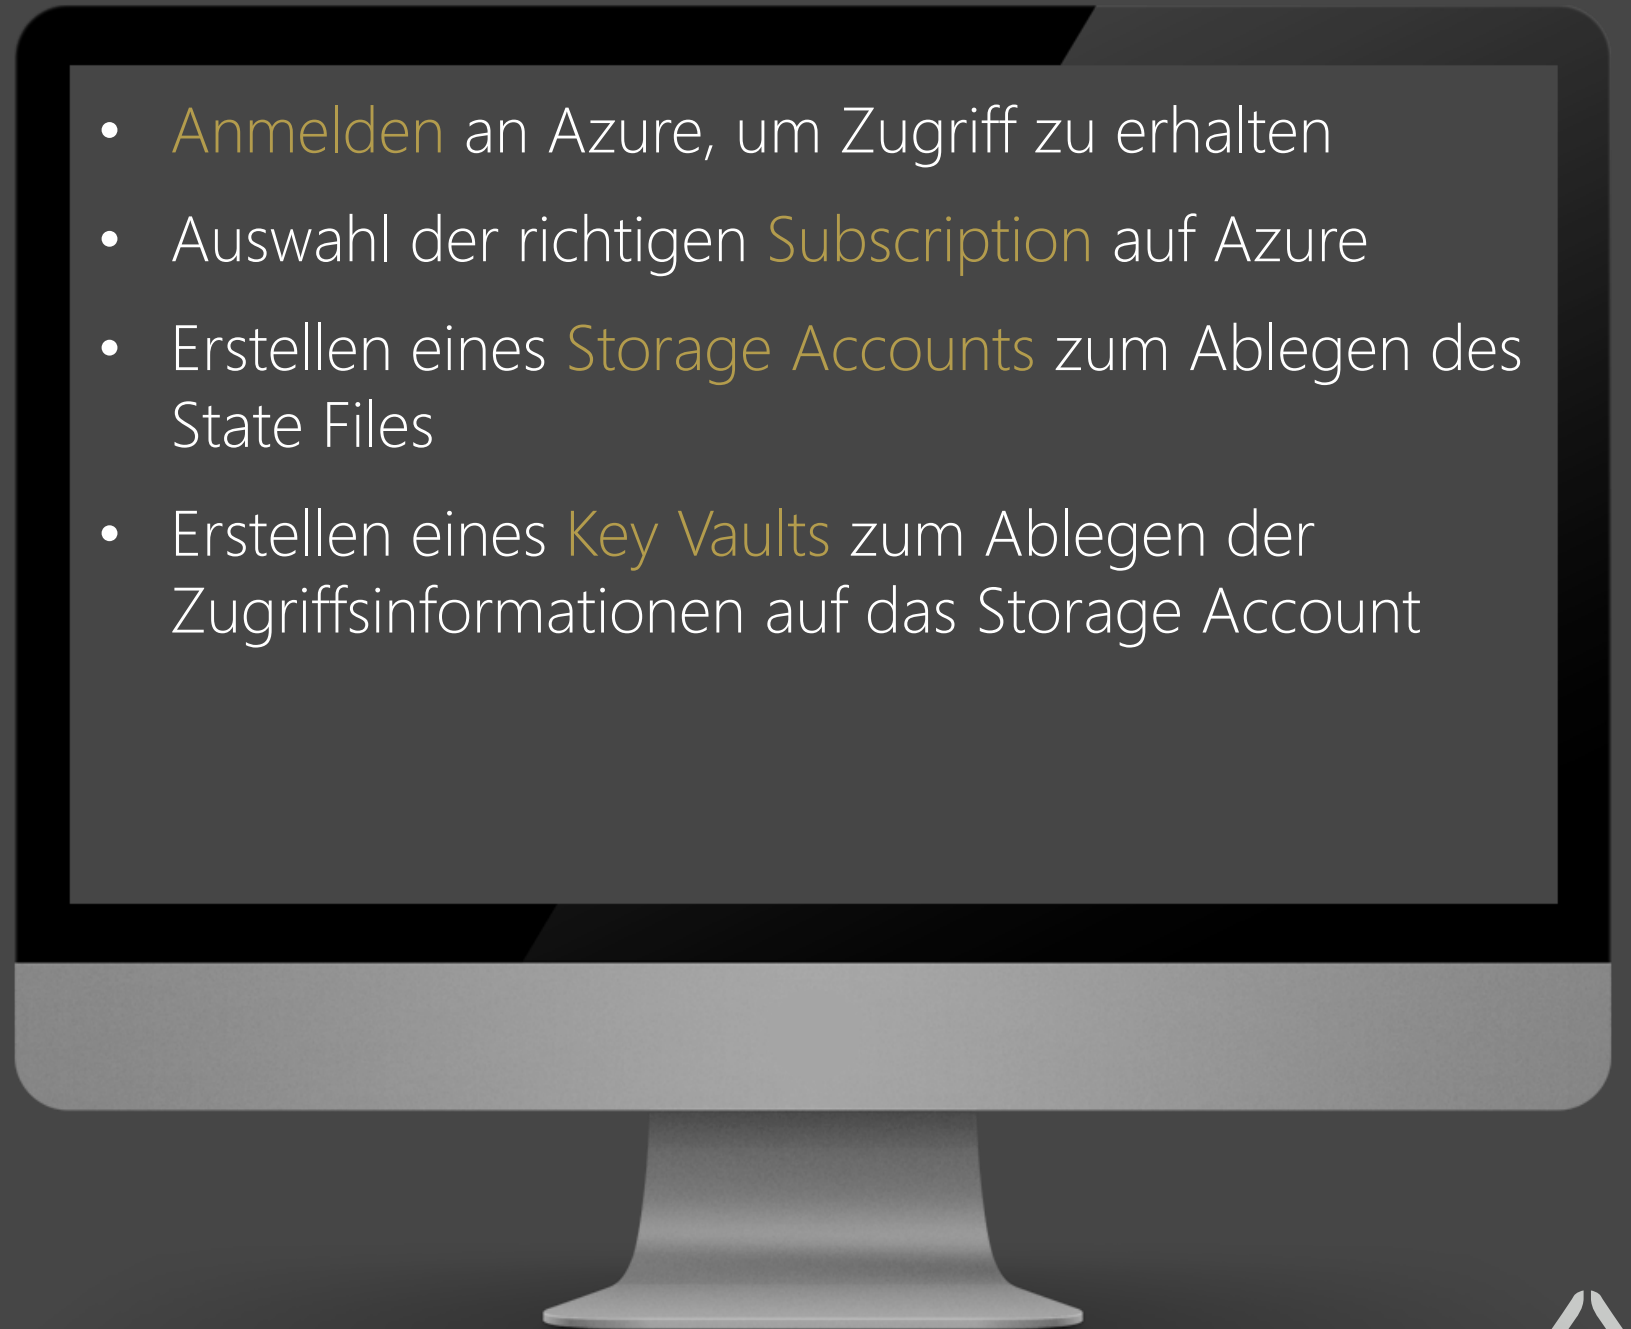 • Anmelden an Azure, um Zugriff zu erhalten
• Auswahl der richtigen Subscription auf Azure
• Erstellen eines Storage Accounts zum Ablegen des
State Files
• Erstellen eines Key Vaults zum Ablegen der
Zugriffsinformationen auf das Storage Account